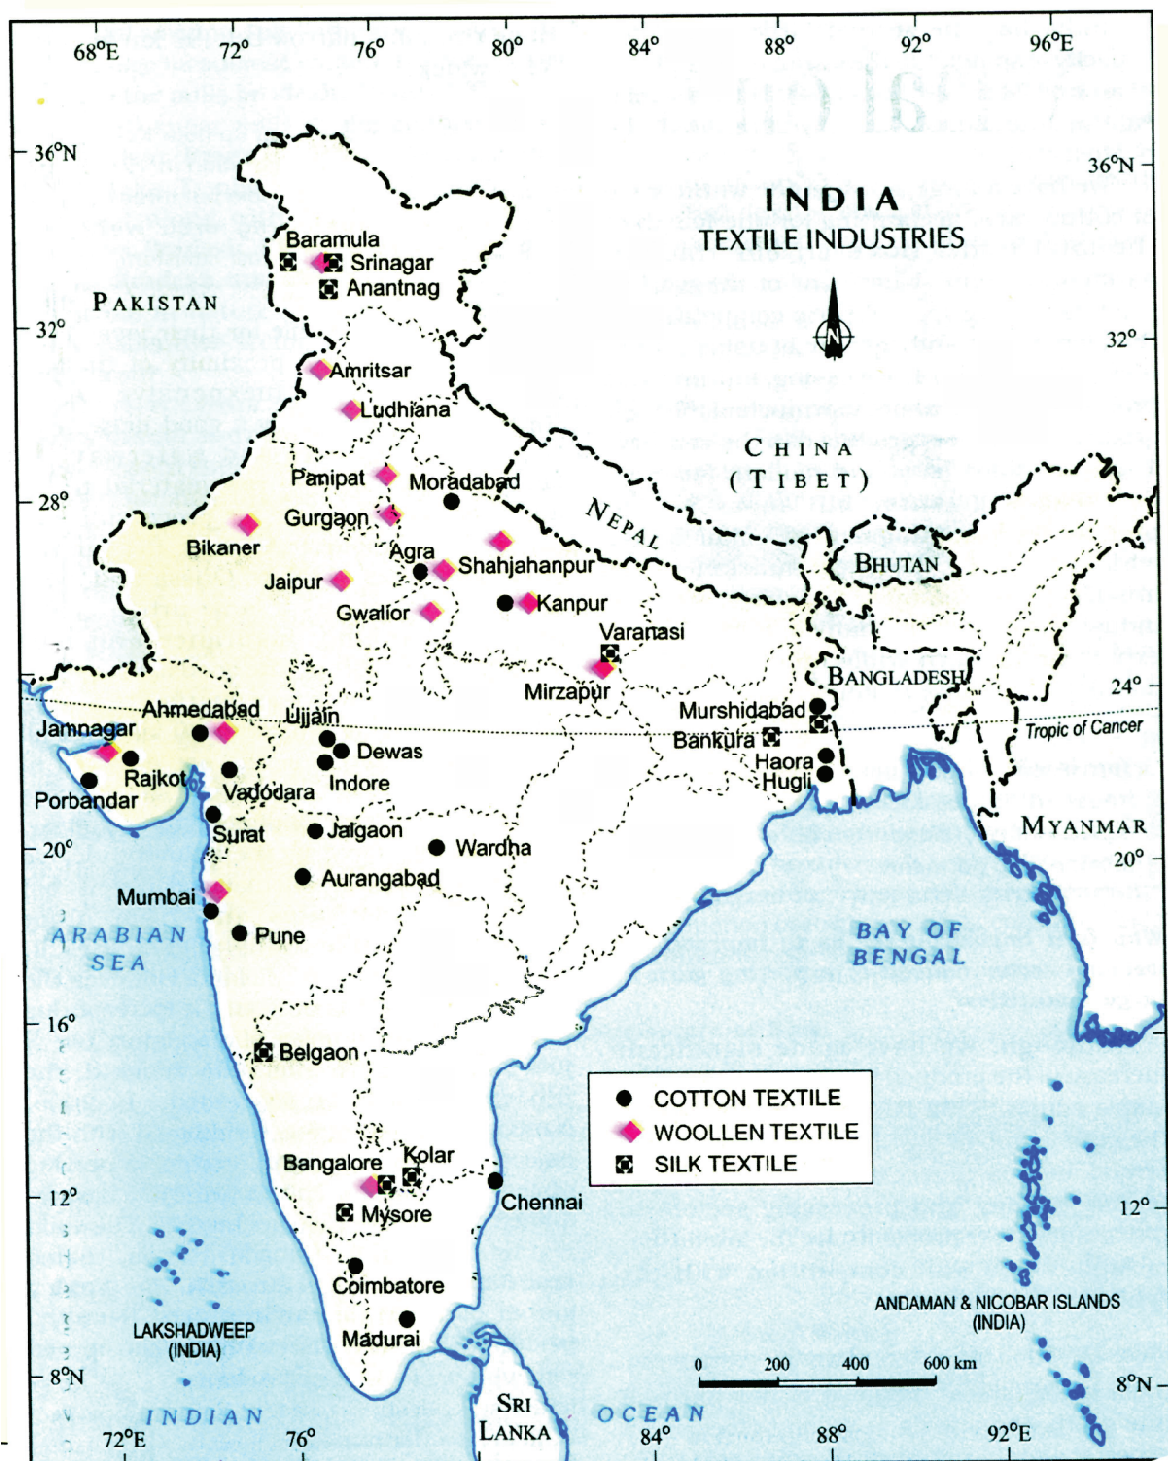 68°E 72° 76° 80° 84° 88° 92° 96°E
36°N
36°N
INDIA
TEXTILE INDUSTRIES
Baramula
Srinagar
Anantnag
PAKISTAN
N
32°
32°
Amritsar
Ludhiana
CHINA
(TIBET)
Panipat
Moradabad
28°
28°
Gurgaon
NEPAL
Bikaner
Agra
Shahjahanpur
BHUTAN
Jaipur
Gwalior
Kanpur
Varanasi
Mirzapur
BANGLADESH
24°
Ahmedabad
Ujjain
Murshidabad
Jamnagar
Bankura
Tropic of Cancer
Dewas
Haora
Rajkot
Indore
Hugli
Porbandar
Vadodara
Surat
Jalgaon
MYANMAR
20°
Wardha
20°
Aurangabad
Mumbai
ARABIAN
SEA
Pune
BAY OF
BENGAL
16°
Belgaon
COTTON TEXTILE
WOOLLEN TEXTILE
SILK TEXTILE
Bangalore
Kolar
12°
Chennai
12°
Mysore
Coimbatore
Madurai
LAKSHADWEEP
(INDIA)
ANDAMAN & NICOBAR ISLANDS
(INDIA)
0 200 400 600 km
8°N
8°N
SRI
LANKA
INDIAN OCEAN
72°E 76° 84° 88° 92°E